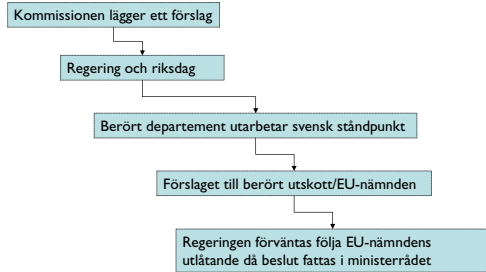 Kommissionen lägger ett förslag
Regering och riksdag
Berört departement utarbetar svensk ståndpunkt
Förslaget till berört utskott/EU-nämnden
Regeringen förväntas följa EU-nämndens
utlåtande då beslut fattas i ministerrådet